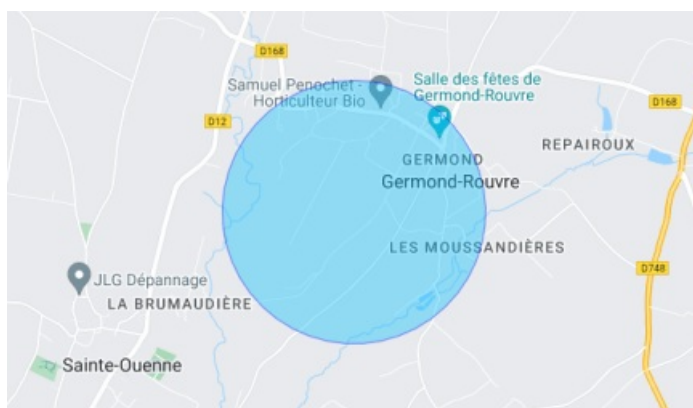 D168
Samuel Penochet -
Horticulteur Bio
Salle des fêtes de
Germond-Rouvre
D168
D12
REPAIROUX
GERMOND
Germond-Rouvre
LES MOUSSANDIÈRES
D748
JLG Dépannage
LA BRUMAUDIÈRE
Sainte-Ouenne